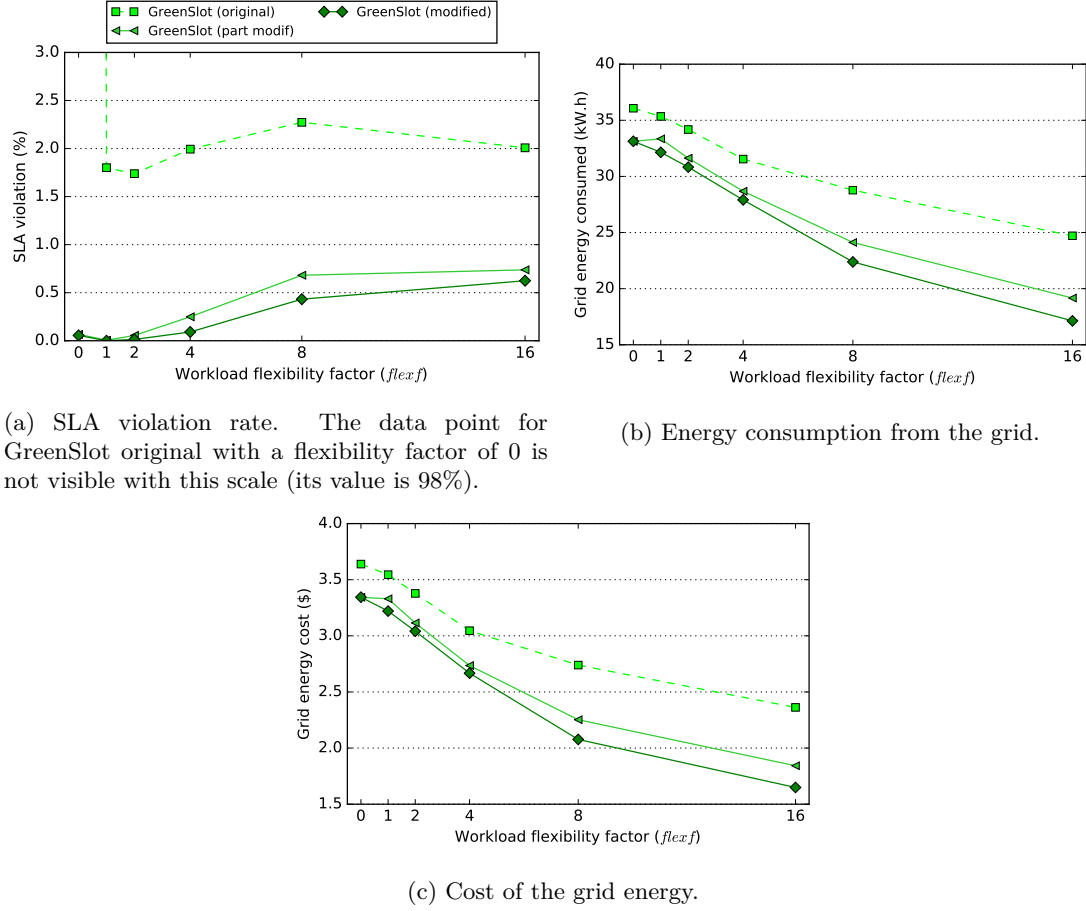 GreenSlot (original)
GreenSlot (modified)
GreenSlot (part modif)
3.0
2.5
2.0
1.5
1.0
0.5
0.0
SLA violation (%)
0 1 2 4 8 16
Workload flexibility factor (flexf)
40
35
30
25
20
15
Grid energy consumed (kW.h)
0 1 2 4 8 16
Workload flexibility factor (flexf)
(a) SLA violation rate. The data point for
GreenSlot original with a flexibility factor of 0 is
not visible with this scale (its value is 98%).
(b) Energy consumption from the grid.
4.0
3.5
3.0
2.5
2.0
1.5
Grid energy cost ($)
0 1 2 4 8 16
Workload flexibility factor (flexf)
(c) Cost of the grid energy.